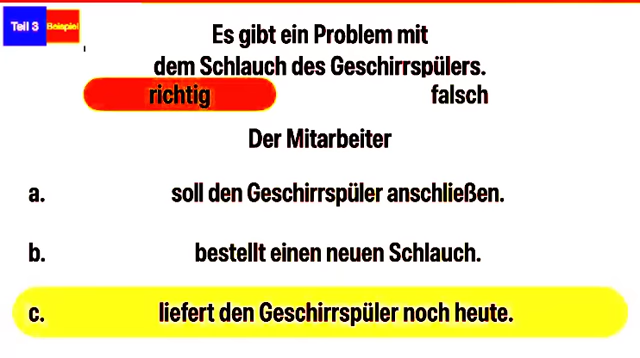 Teil 3 Beispiel
Es gibt ein Problem mit
dem Schlauch des Geschirrspülers.
richtig falsch
Der Mitarbeiter
a. soll den Geschirrspüler anschließen.
b. bestellt einen neuen Schlauch.
c. liefert den Geschirrspüler noch heute.